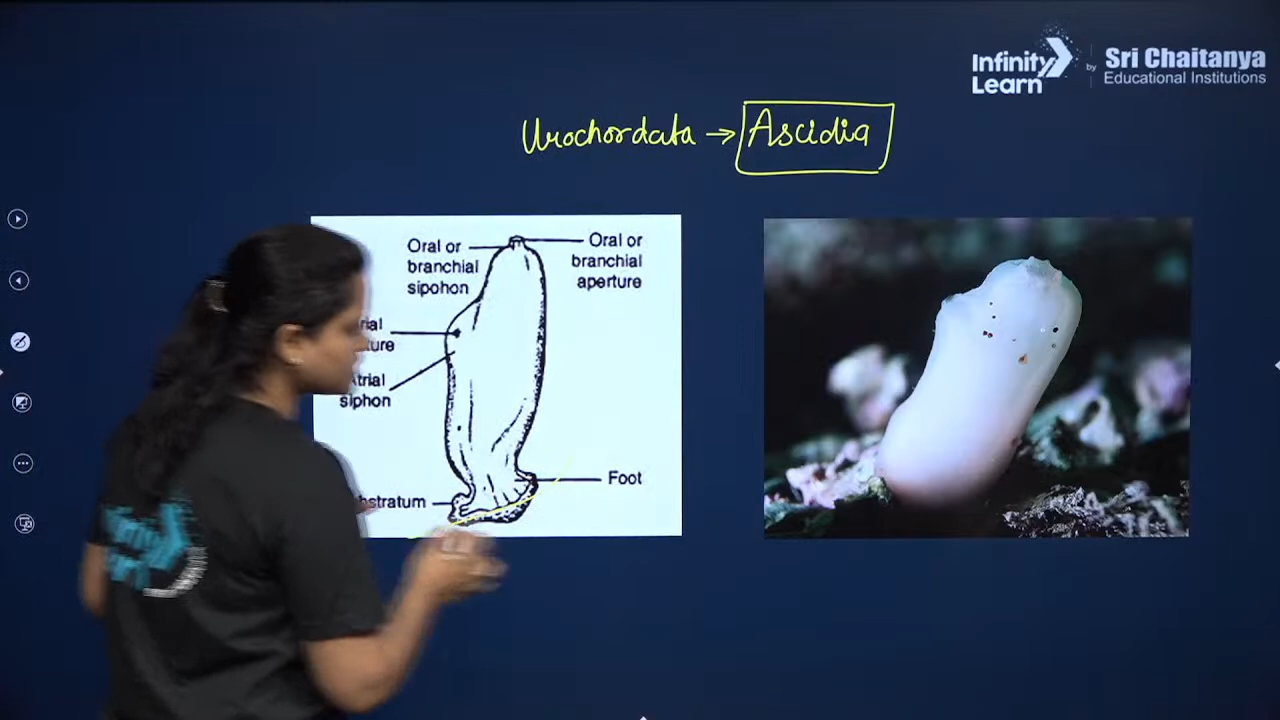 Infinity Learn
by Sri Chaitanya
Educational Institutions
Urochordata → Ascidia
Oral or
branchial
sipohon
Oral or
branchial
aperture
Atrial
siphon
Foot